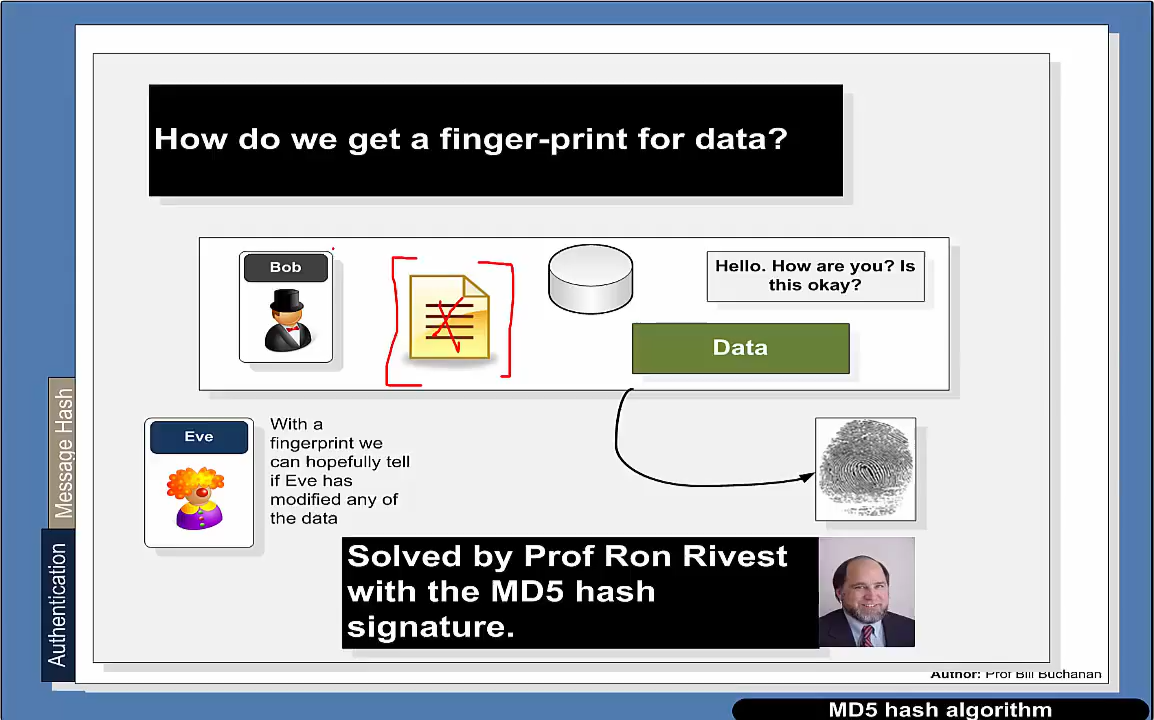 How do we get a finger-print for data?
Bob
Hello. How are you? Is
this okay?
Data
Eve
With a
fingerprint we
can hopefully tell
if Eve has
modified any of
the data
Message Hash
Authentication
Solved by Prof Ron Rivest
with the MD5 hash
signature.
Author: Prof Bill Buchanan
MD5 hash algorithm